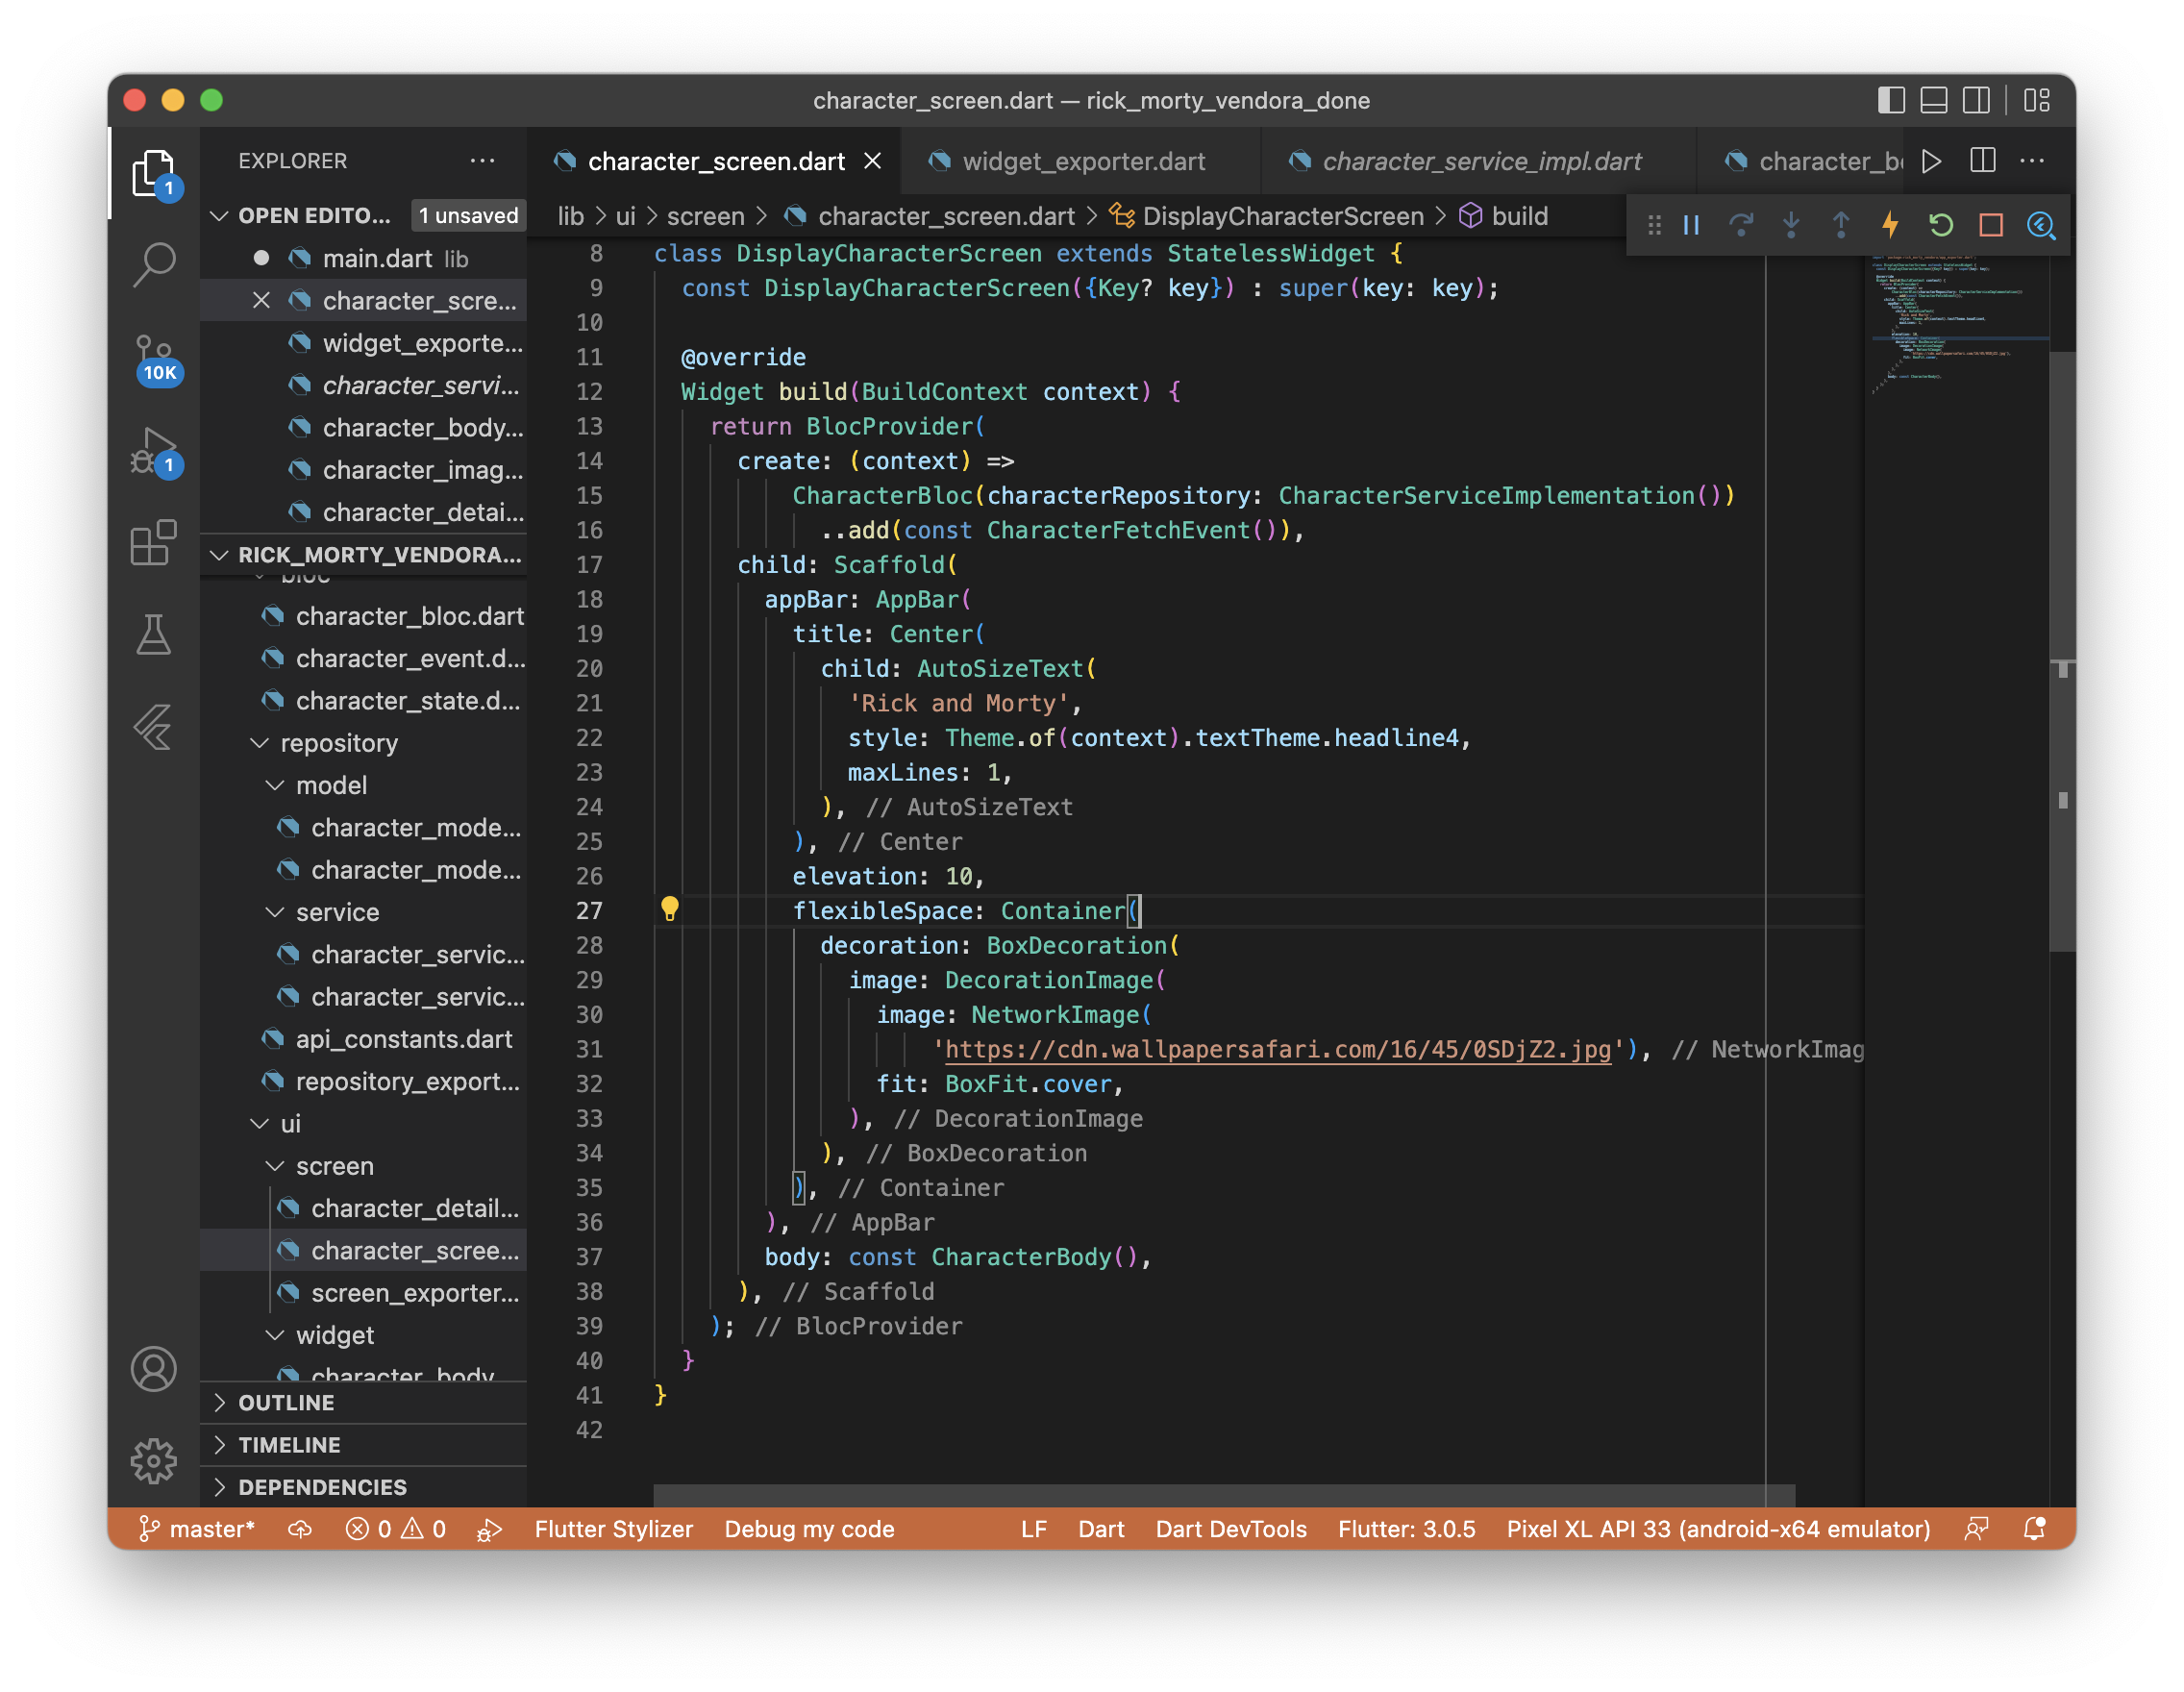 character_screen.dart — rick_morty_vendora_done
EXPLORER
1
OPEN EDITO... 1 unsaved
main.dart lib
character_scre...
widget_exporte...
character_servi...
character_body...
character_imag...
character_detai...
10K
1
RICK_MORTY_VENDORA...
bloc
character_bloc.dart
character_event.d...
character_state.d...
repository
model
character_mode...
character_mode...
service
character_servic...
character_servic...
api_constants.dart
repository_export...
ui
screen
character_detail...
character_scree...
screen_exporter...
widget
character_body
OUTLINE
TIMELINE
DEPENDENCIES
character_screen.dart widget_exporter.dart character_service_impl.dart character_bo
lib > ui > screen > character_screen.dart > DisplayCharacterScreen > build
8 class DisplayCharacterScreen extends StatelessWidget {
9 const DisplayCharacterScreen({Key? key}) : super(key: key);
10
11 @override
12 Widget build(BuildContext context) {
13 return BlocProvider(
14 create: (context) =>
15 CharacterBloc(characterRepository: CharacterServiceImplementation())
16 ..add(const CharacterFetchEvent()),
17 child: Scaffold(
18 appBar: AppBar(
19 title: Center(
20 child: AutoSizeText(
21 'Rick and Morty',
22 style: Theme.of(context).textTheme.headline4,
23 maxLines: 1,
24 ), // AutoSizeText
25 ), // Center
26 elevation: 10,
27 flexibleSpace: Container(
28 decoration: BoxDecoration(
29 image: DecorationImage(
30 image: NetworkImage(
31 'https://cdn.wallpapersafari.com/16/45/0SDjZ2.jpg'), // NetworkImag
32 fit: BoxFit.cover,
33 ), // DecorationImage
34 ), // BoxDecoration
35 ), // Container
36 ), // AppBar
37 body: const CharacterBody(),
38 ), // Scaffold
39 ); // BlocProvider
40 }
41 }
42
master* 0 0 Flutter Stylizer Debug my code LF Dart Dart DevTools Flutter: 3.0.5 Pixel XL API 33 (android-x64 emulator)